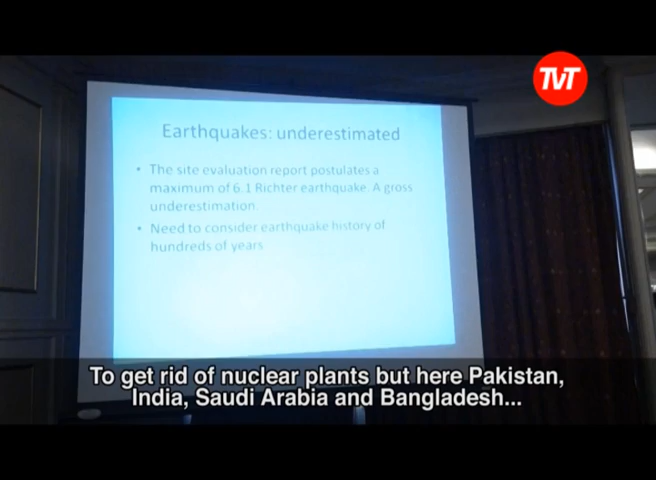 TVT
Earthquakes: underestimated
• The site evaluation report postulates a
maximum of 6.1 Richter earthquake. A gross
underestimation.
• Need to consider earthquake history of
hundreds of years
To get rid of nuclear plants but here Pakistan,
India, Saudi Arabia and Bangladesh...